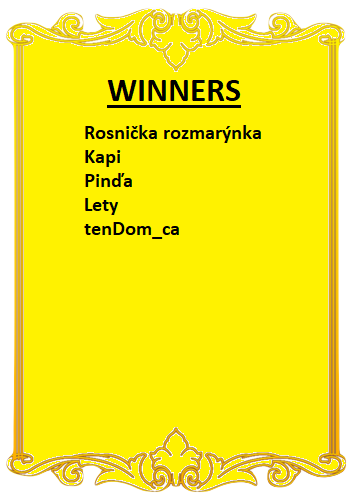 WINNERS
Rosnička rozmarýnka
Kapi
Pinďa
Lety
tenDom_ca